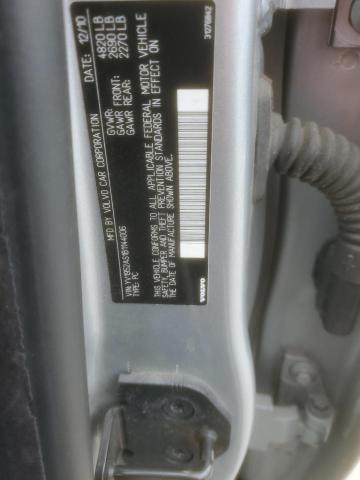 MFD BY VOLVO CAR CORPORATION
DATE: 12/10
GVWR: 4820 LB
GAWR FRONT: 2690 LB
GAWR REAR: 2270 LB
THIS VEHICLE CONFORMS TO ALL APPLICABLE FEDERAL MOTOR VEHICLE
SAFETY, BUMPER AND THEFT PREVENTION STANDARDS IN EFFECT ON
THE DATE OF MANUFACTURE SHOWN ABOVE.
TYPE: PC
VOLVO